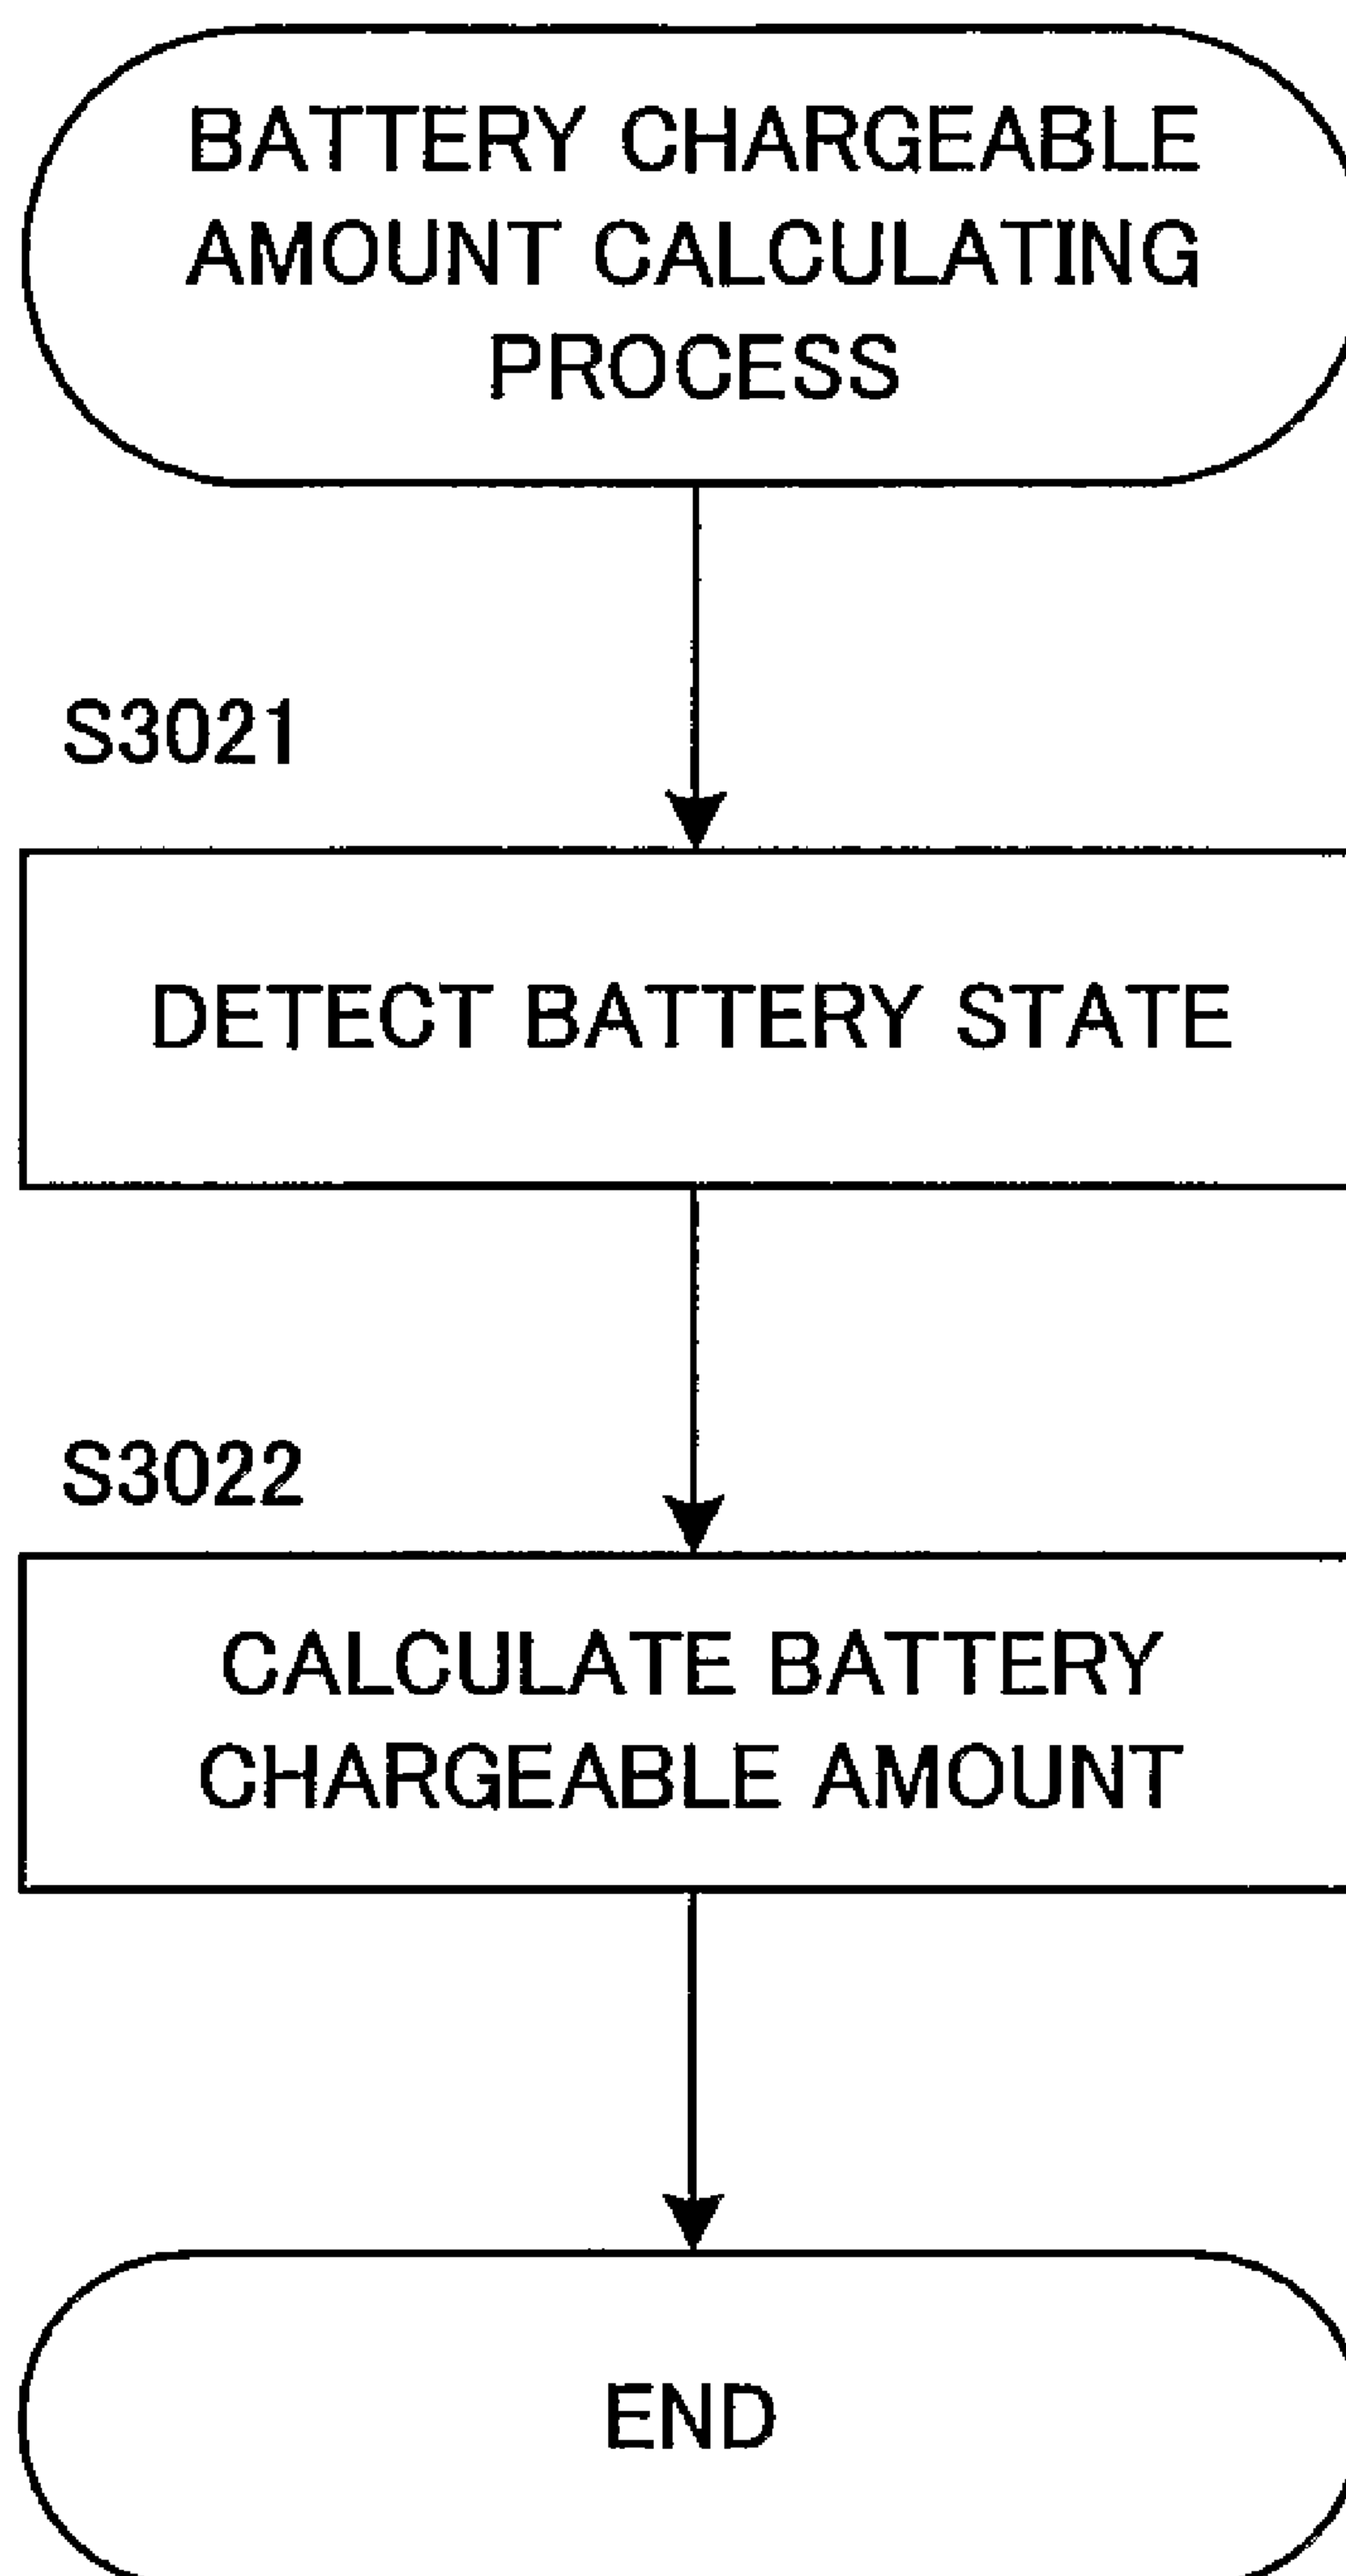 BATTERY CHARGEABLE
AMOUNT CALCULATING
PROCESS
S3021
DETECT BATTERY STATE
S3022
CALCULATE BATTERY
CHARGEABLE AMOUNT
END